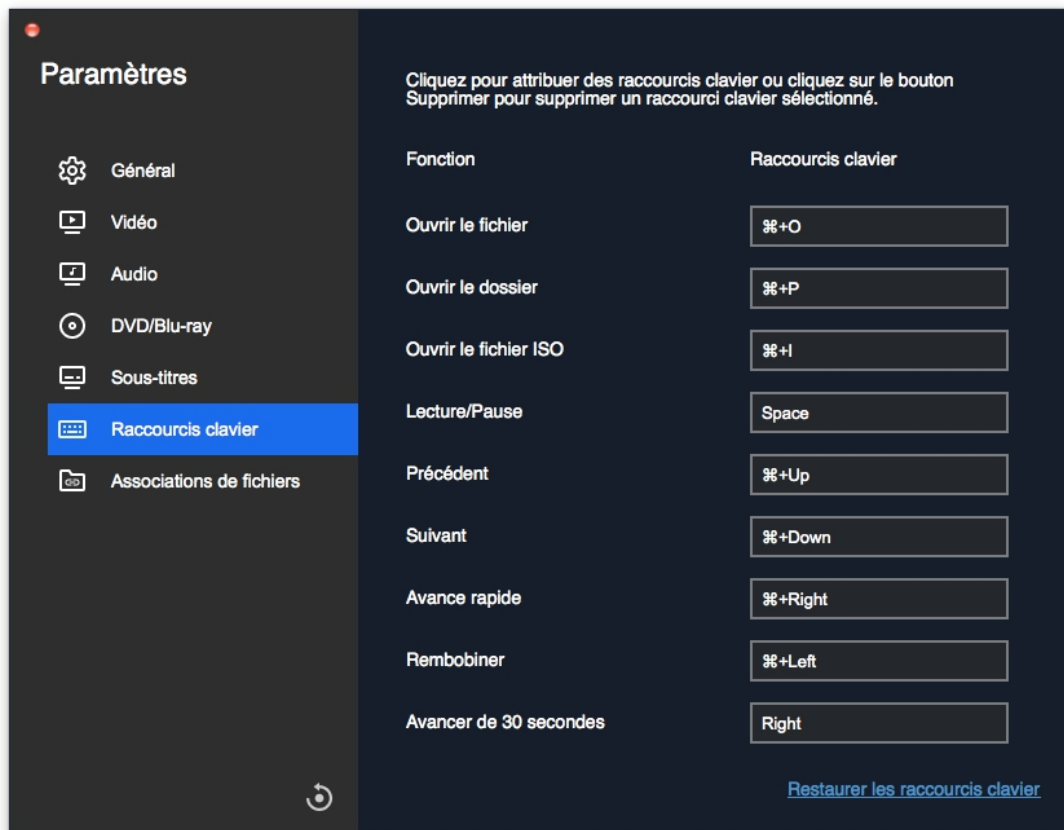 Paramètres
Général
Vidéo
Audio
DVD/Blu-ray
Sous-titres
Raccourcis clavier
Associations de fichiers
Cliquez pour attribuer des raccourcis clavier ou cliquez sur le bouton
Supprimer pour supprimer un raccourci clavier sélectionné.
Fonction Raccourcis clavier
Ouvrir le fichier ⌘+O
Ouvrir le dossier ⌘+P
Ouvrir le fichier ISO ⌘+I
Lecture/Pause Space
Précédent ⌘+Up
Suivant ⌘+Down
Avance rapide ⌘+Right
Rembobiner ⌘+Left
Avancer de 30 secondes Right
Restaurer les raccourcis clavier